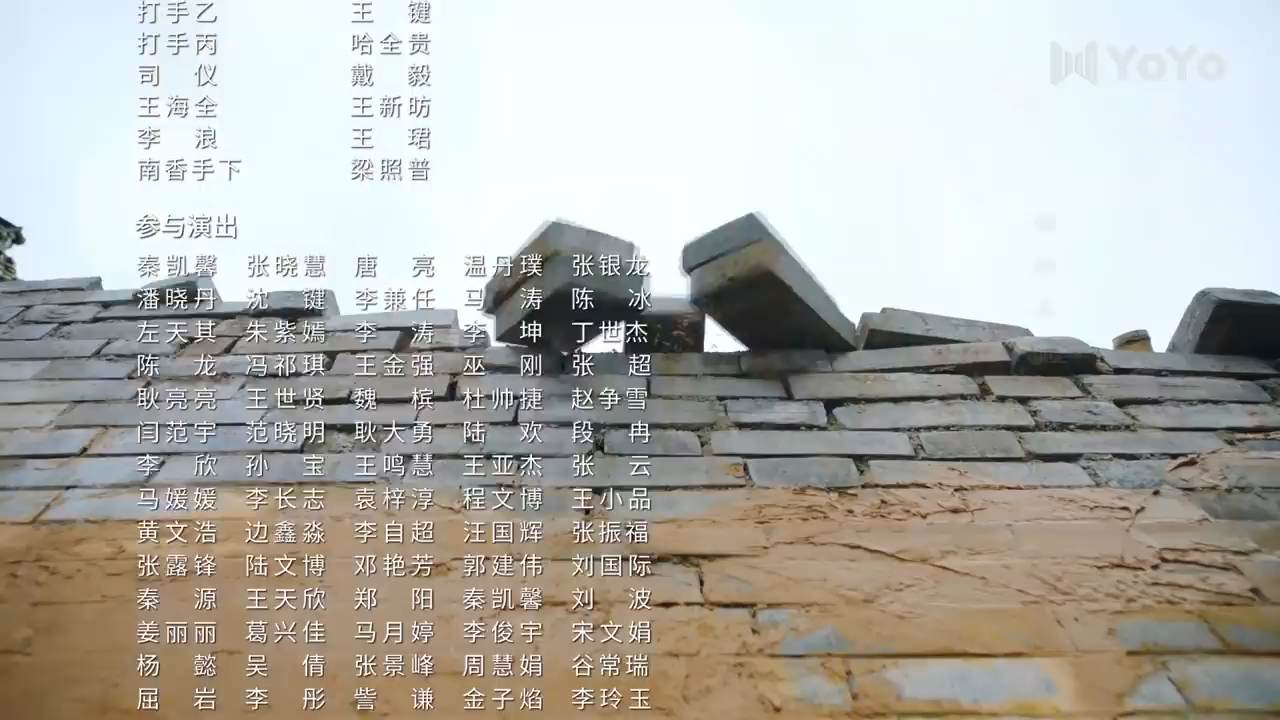 打手乙 王键
打手丙 哈全贵
司仪 戴毅
王海全 王新昉
李浪 王珺
南香手下 梁照普
参与演出
秦凯馨 张晓慧 唐亮 温丹璞 张银龙
潘晓丹 沈键 李兼任 马涛 陈冰
左天其 朱紫嫣 李涛 李坤 丁世杰
陈龙 冯祁琪 王金强 巫刚 张超
耿亮亮 王世贤 魏槟 杜帅捷 赵争雪
闫范宇 范晓明 耿大勇 陆欢 段冉
李欣 孙宝 王鸣慧 王亚杰 张云
马媛媛 李长志 袁梓淳 程文博 王小品
黄文浩 边鑫淼 李自超 汪国辉 张振福
张露锋 陆文博 邓艳芳 郭建伟 刘国际
秦源 王天欣 郑阳 秦凯馨 刘波
姜丽丽 葛兴佳 马月婷 李俊宇 宋文娟
杨懿 吴倩 张景峰 周慧娟 谷常瑞
屈岩 李彤 訾谦 金子焰 李玲玉
YoYo